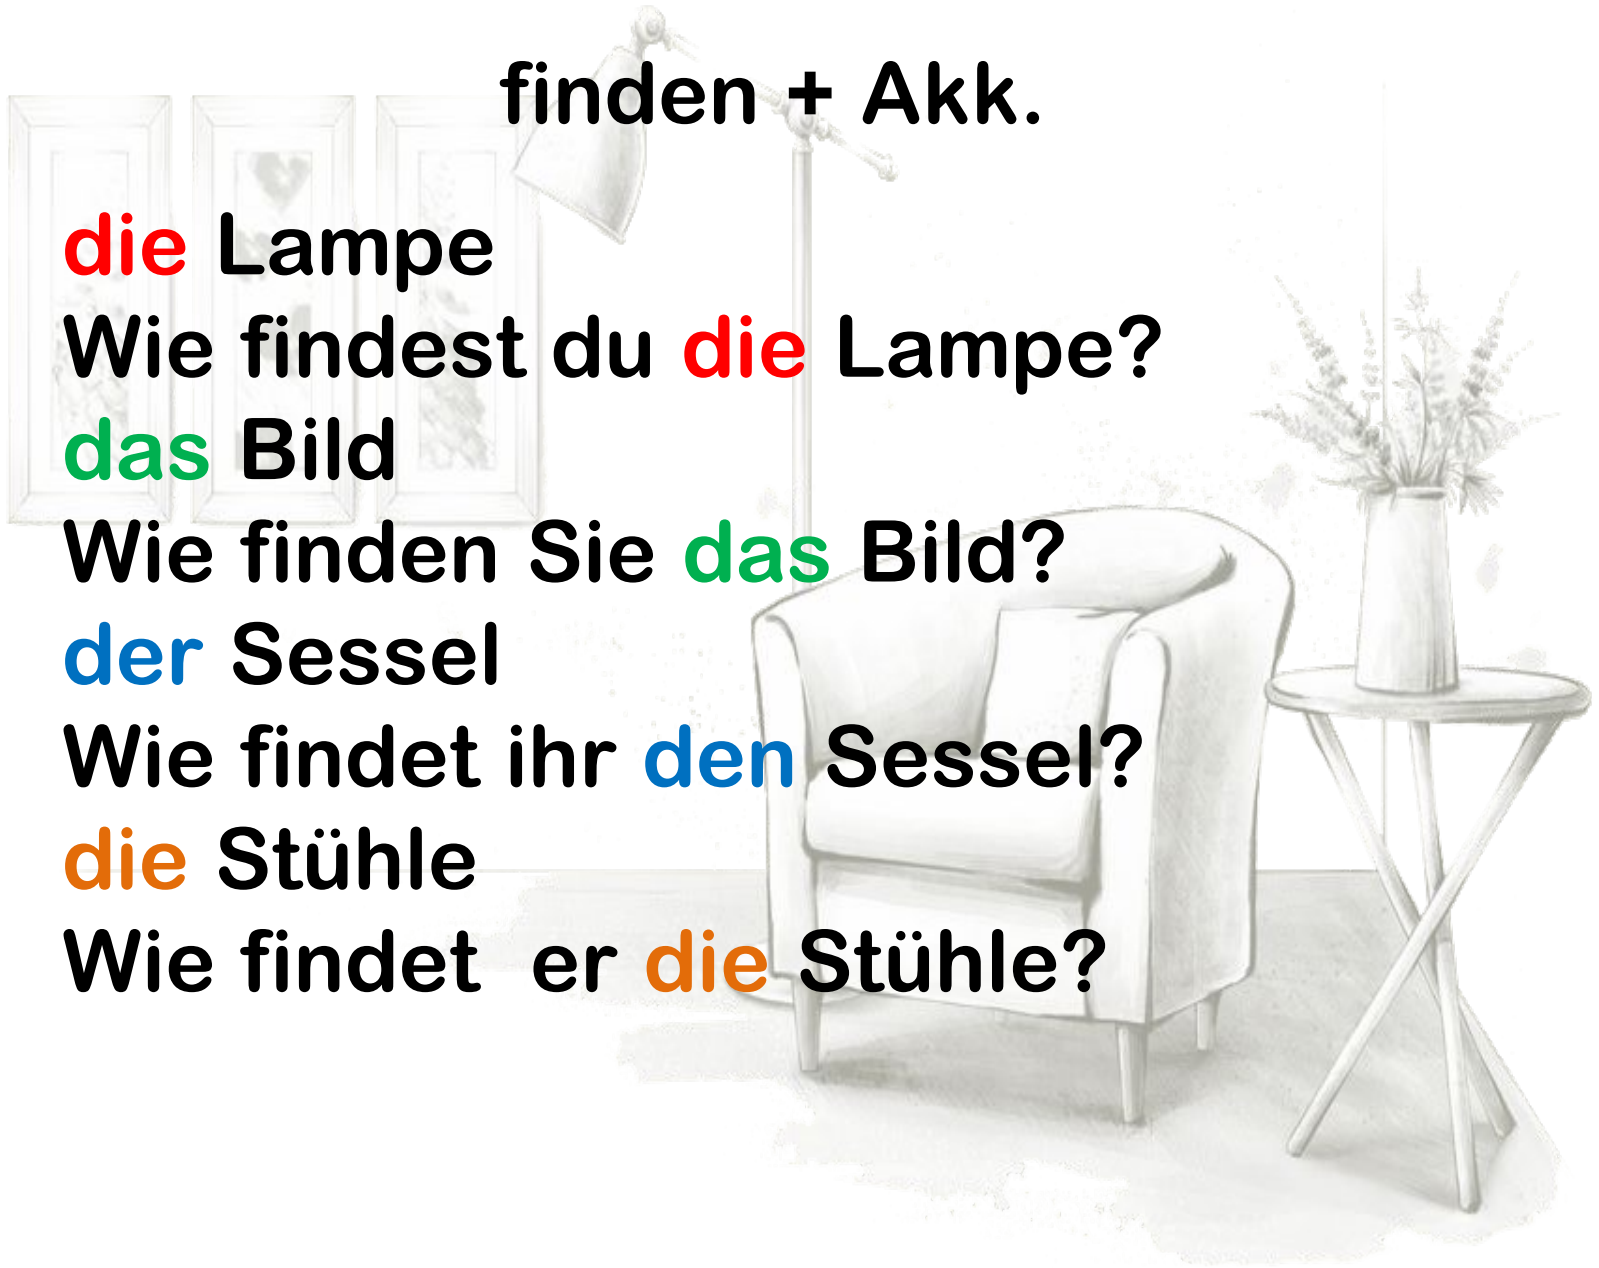 finden + Akk.
die Lampe
Wie findest du die Lampe?
das Bild
Wie finden Sie das Bild?
der Sessel
Wie findet ihr den Sessel?
die Stühle
Wie findet  er die Stühle?